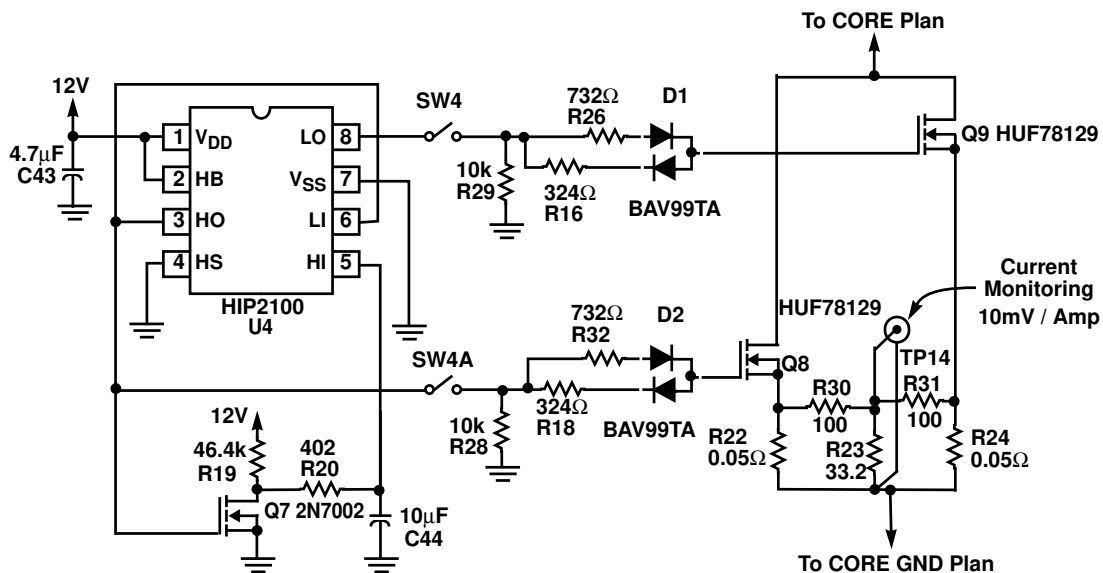 To CORE Plan
12V
SW4
732Ω
R26
D1
1 VDD LO 8
4.7µF
C43
10k
R29
Q9 HUF78129
2 HB VSS 7
324Ω
R16
BAV99TA
3 HO LI 6
4 HS HI 5
HIP2100
U4
Current
Monitoring
10mV / Amp
HUF78129
732Ω
R32
D2
SW4A
Q8
TP14
12V
10k
R28
324Ω
R18
BAV99TA
R30
100
R31
100
46.4k
R19
402
R20
R22
0.05Ω
R23
33.2
R24
0.05Ω
Q7 2N7002
10µF
C44
To CORE GND Plan